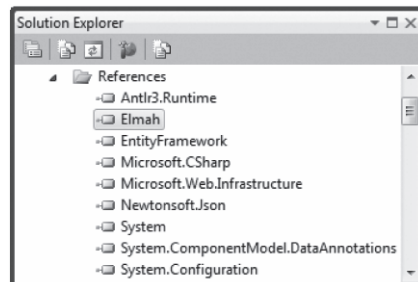 Solution Explorer
References
Antlr3.Runtime
Elmah
EntityFramework
Microsoft.CSharp
Microsoft.Web.Infrastructure
Newtonsoft.Json
System
System.ComponentModel.DataAnnotations
System.Configuration